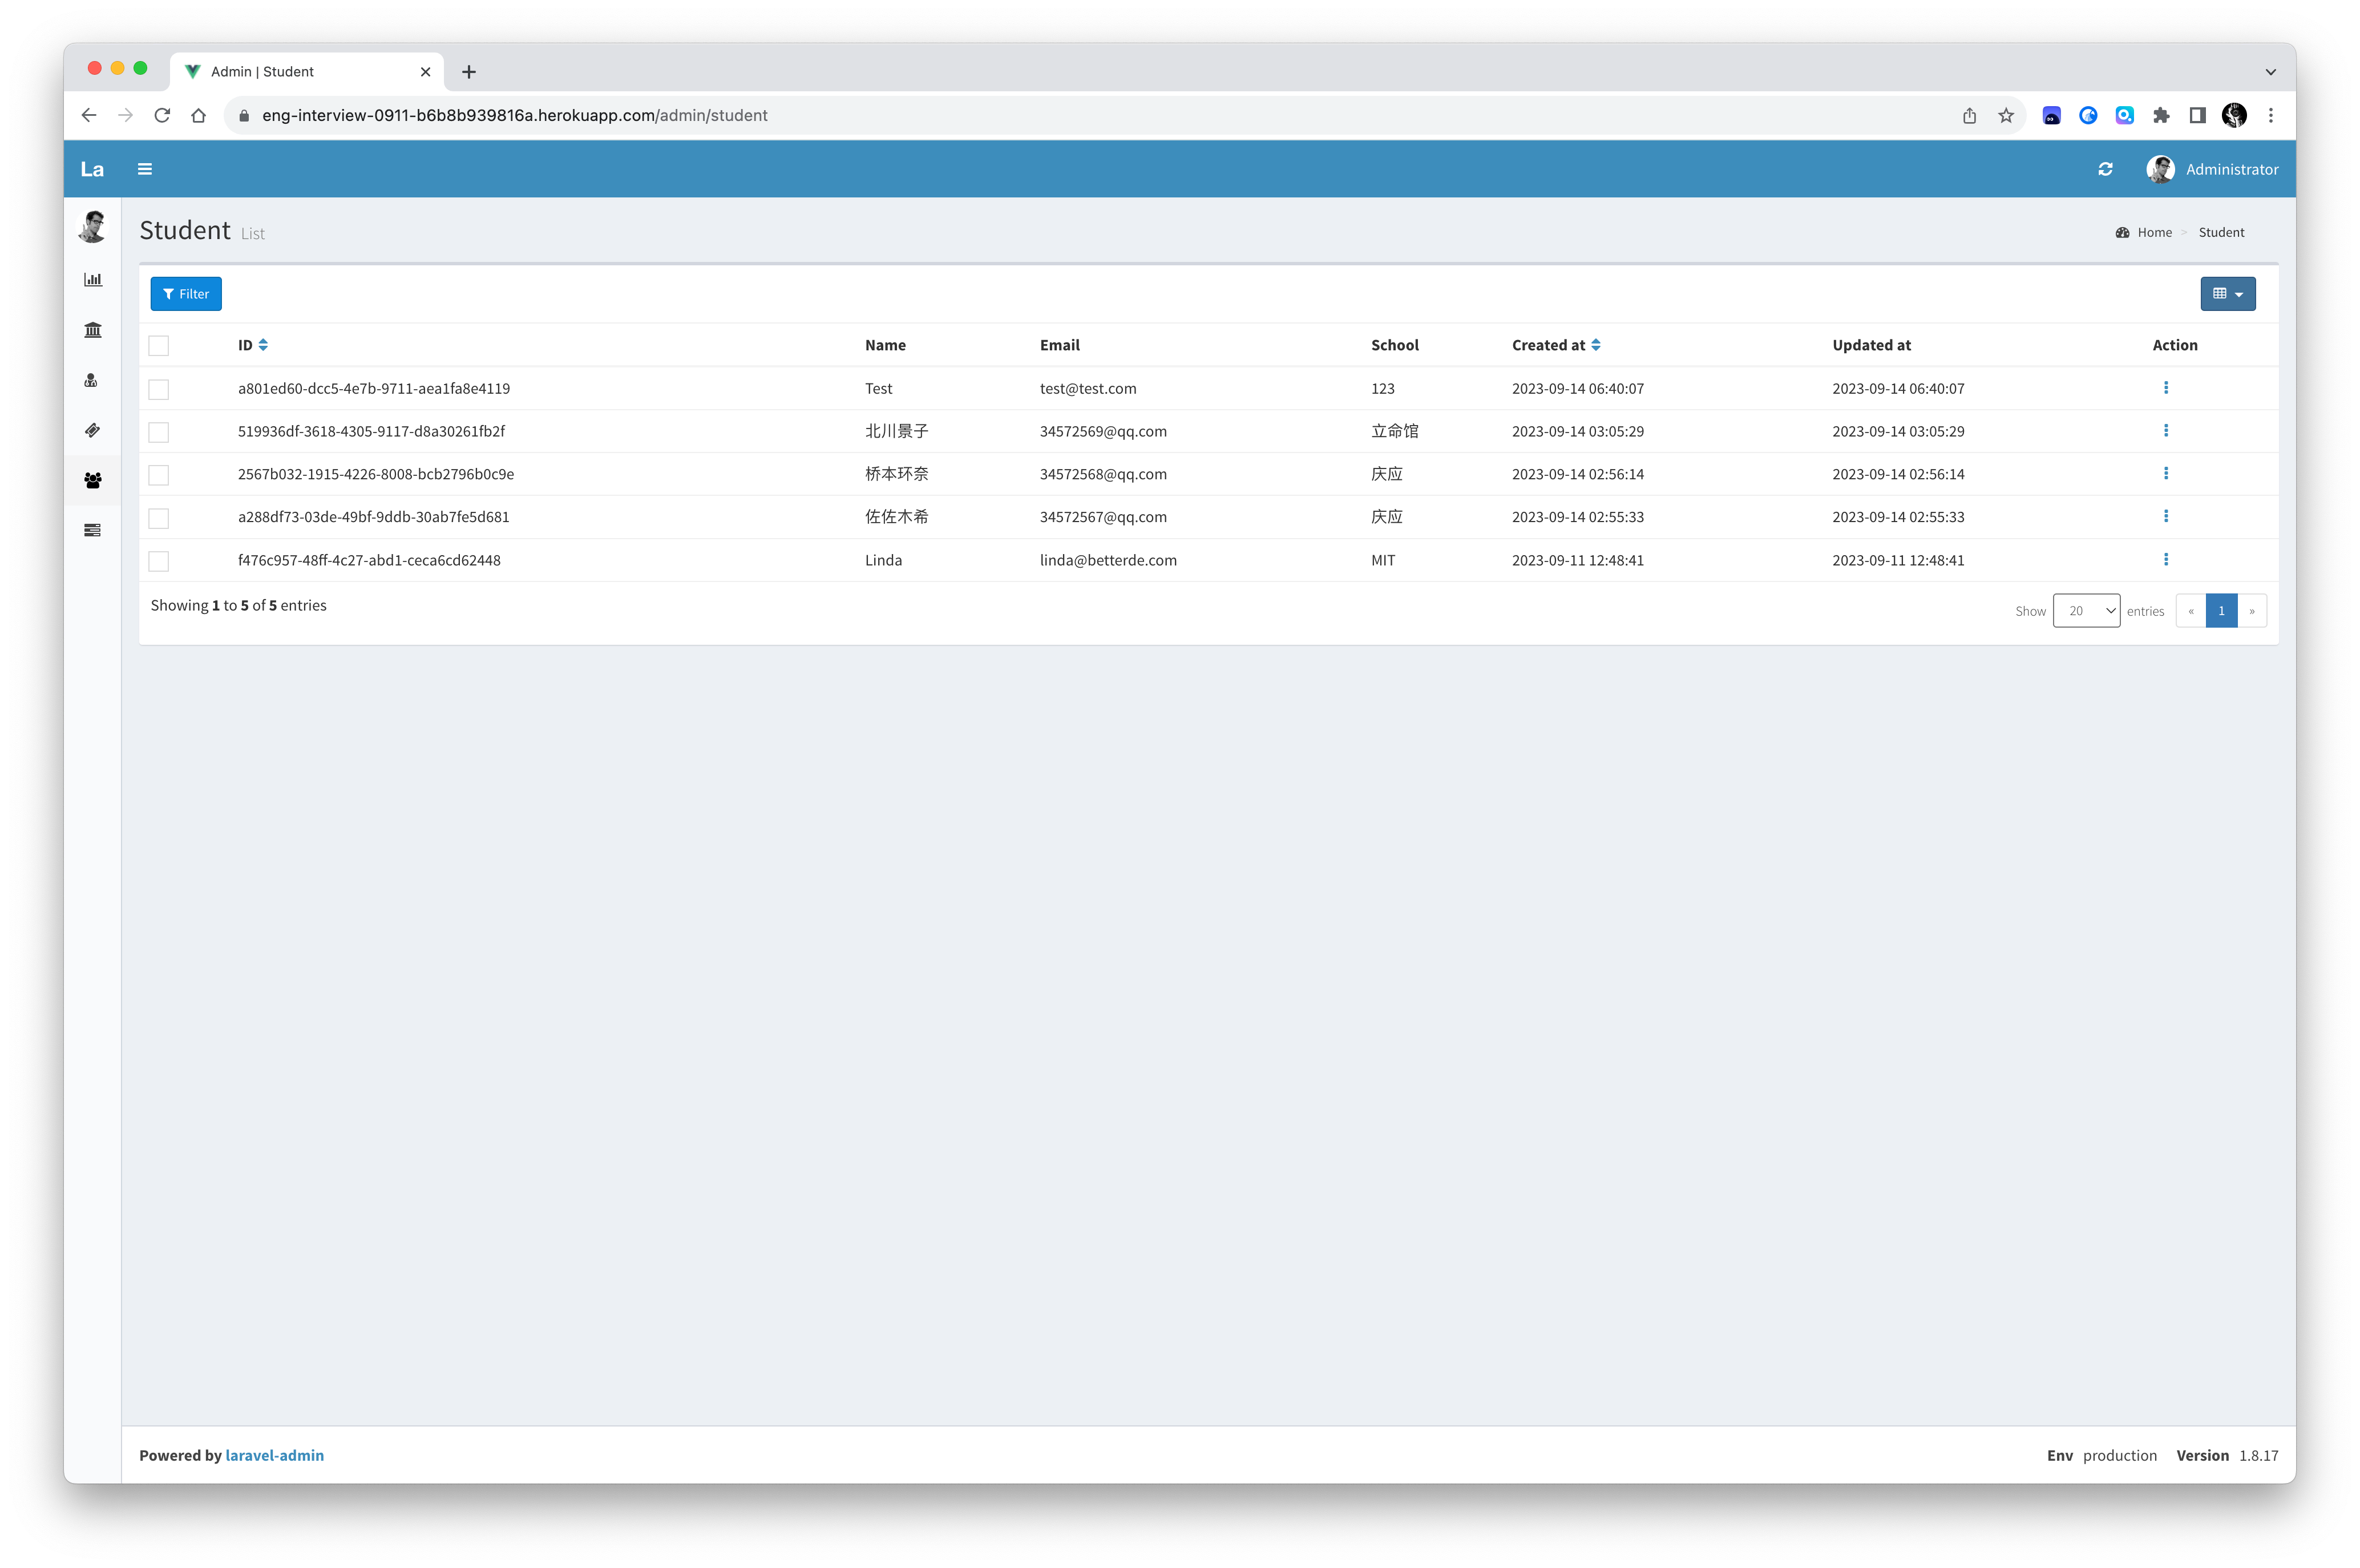 Admin | Student
eng-interview-0911-b6b8b939816a.herokuapp.com/admin/student
La Administrator
Student List Home > Student
Filter
ID Name Email School Created at Updated at Action
a801ed60-dcc5-4e7b-9711-aea1fa8e4119 Test test@test.com 123 2023-09-14 06:40:07 2023-09-14 06:40:07
519936df-3618-4305-9117-d8a30261fb2f 北川景子 34572569@qq.com 立命馆 2023-09-14 03:05:29 2023-09-14 03:05:29
2567b032-1915-4226-8008-bcb2796b0c9e 桥本环奈 34572568@qq.com 庆应 2023-09-14 02:56:14 2023-09-14 02:56:14
a288df73-03de-49bf-9ddb-30ab7fe5d681 佐佐木希 34572567@qq.com 庆应 2023-09-14 02:55:33 2023-09-14 02:55:33
f476c957-48ff-4c27-abd1-ceca6cd62448 Linda linda@betterde.com MIT 2023-09-11 12:48:41 2023-09-11 12:48:41
Showing 1 to 5 of 5 entries Show 20 entries « 1 »
Powered by laravel-admin Env production Version 1.8.17